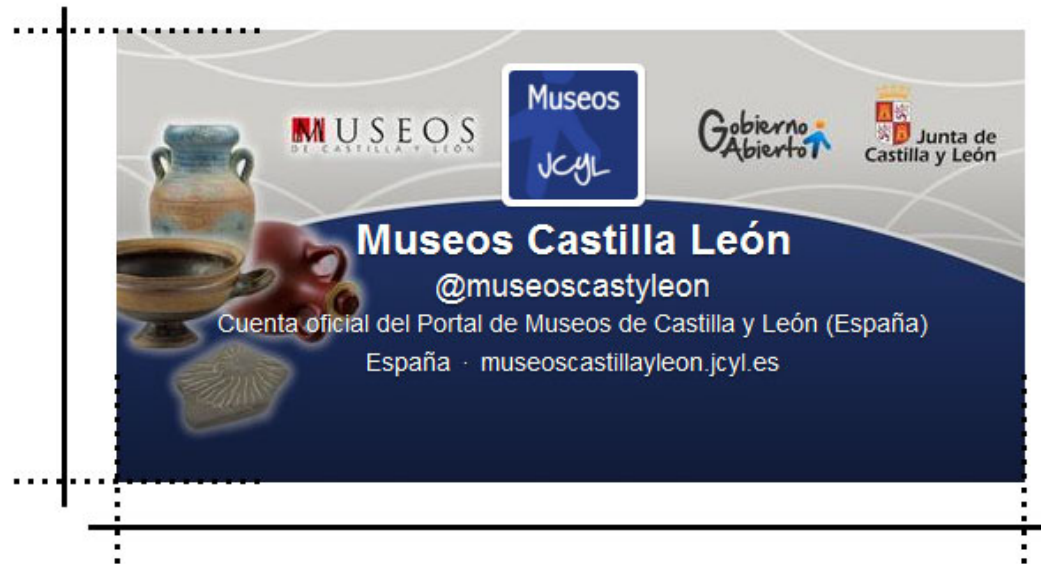 MUSEOS
DE CASTILLA Y LEÓN
Museos
JCYL
Gobierno
Abierto
Junta de
Castilla y León
Museos Castilla León
@museoscastyleon
Cuenta oficial del Portal de Museos de Castilla y León (España)
España · museoscastillayleon.jcyl.es